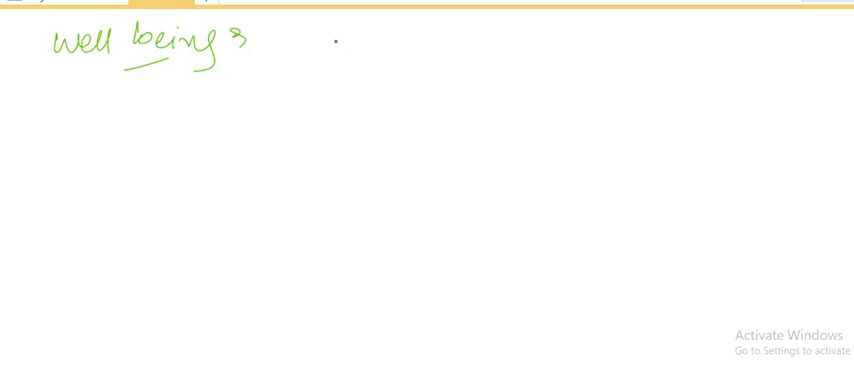 well being :
Activate Windows
Go to Settings to activate